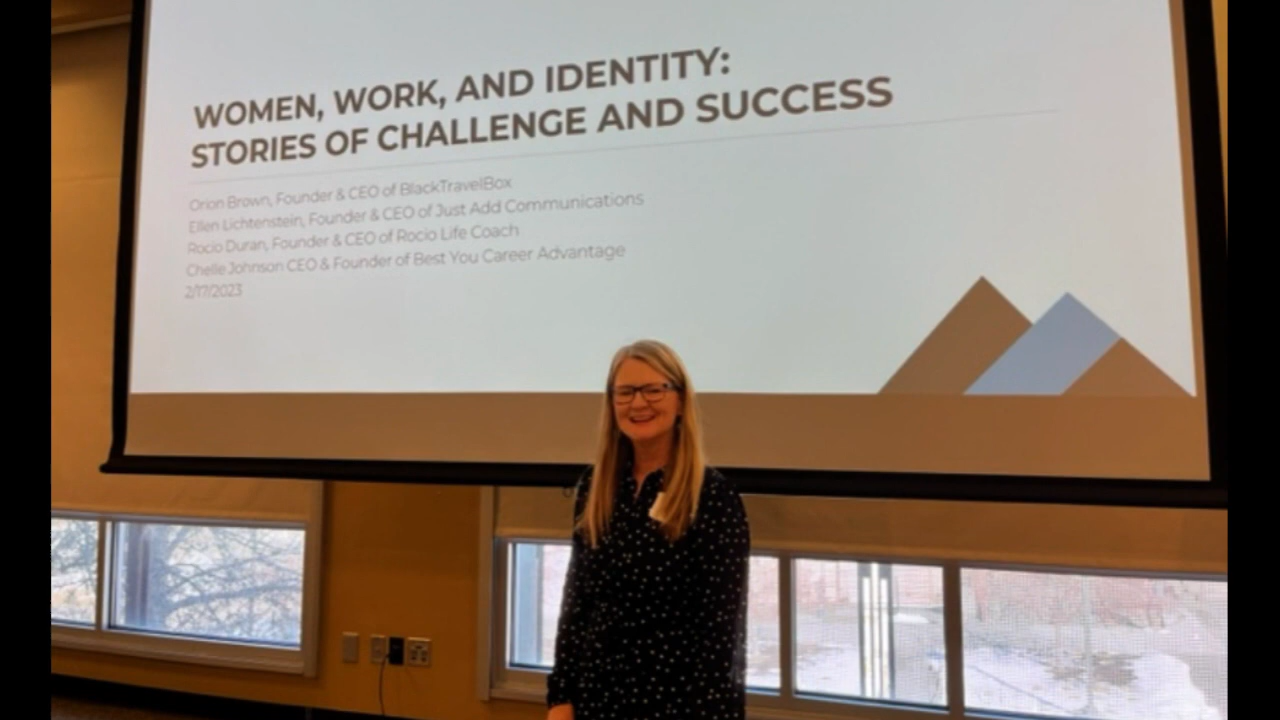 WOMEN, WORK, AND IDENTITY:
STORIES OF CHALLENGE AND SUCCESS
Orion Brown, Founder & CEO of BlackTravelBox
Ellen Lichtenstein, Founder & CEO of Just Add Communications
Rocio Duran, Founder & CEO of Rocio Life Coach
Chelle Johnson CEO & Founder of Best You Career Advantage
2/17/2023